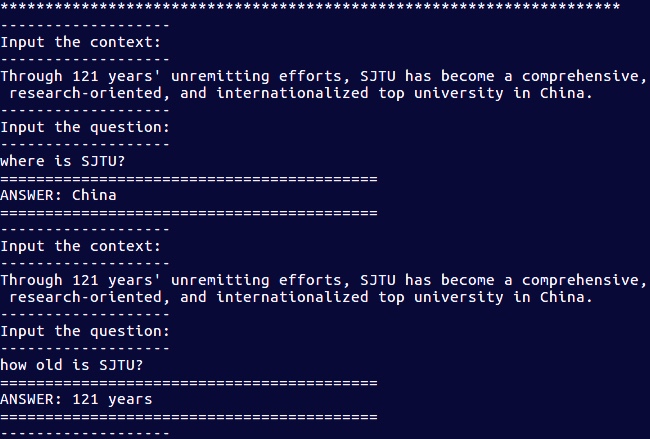 *********************************************************************
-------------------
Input the context:
-------------------
Through 121 years' unremitting efforts, SJTU has become a comprehensive,
 research-oriented, and internationalized top university in China.
-------------------
Input the question:
-------------------
where is SJTU?
==========================================
ANSWER: China
==========================================
-------------------
Input the context:
-------------------
Through 121 years' unremitting efforts, SJTU has become a comprehensive,
 research-oriented, and internationalized top university in China.
-------------------
Input the question:
-------------------
how old is SJTU?
==========================================
ANSWER: 121 years
==========================================
-------------------